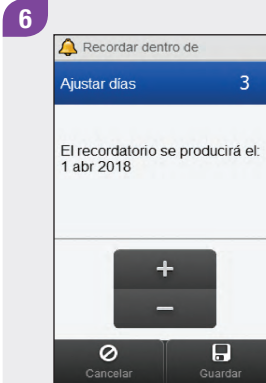 6
Recordar dentro de
Ajustar días 3
El recordatorio se producirá el:
1 abr 2018
+
−
Cancelar Guardar